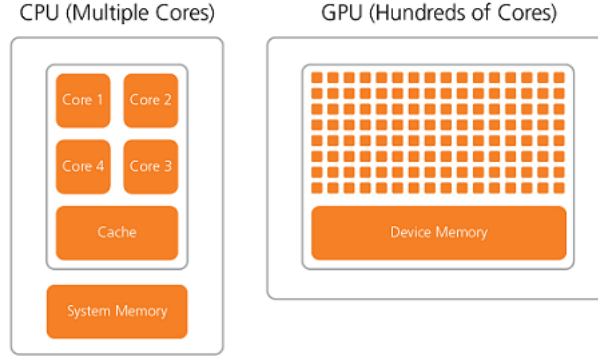 CPU (Multiple Cores)
GPU (Hundreds of Cores)
Core 1
Core 2
Core 4
Core 3
Cache
System Memory
Device Memory